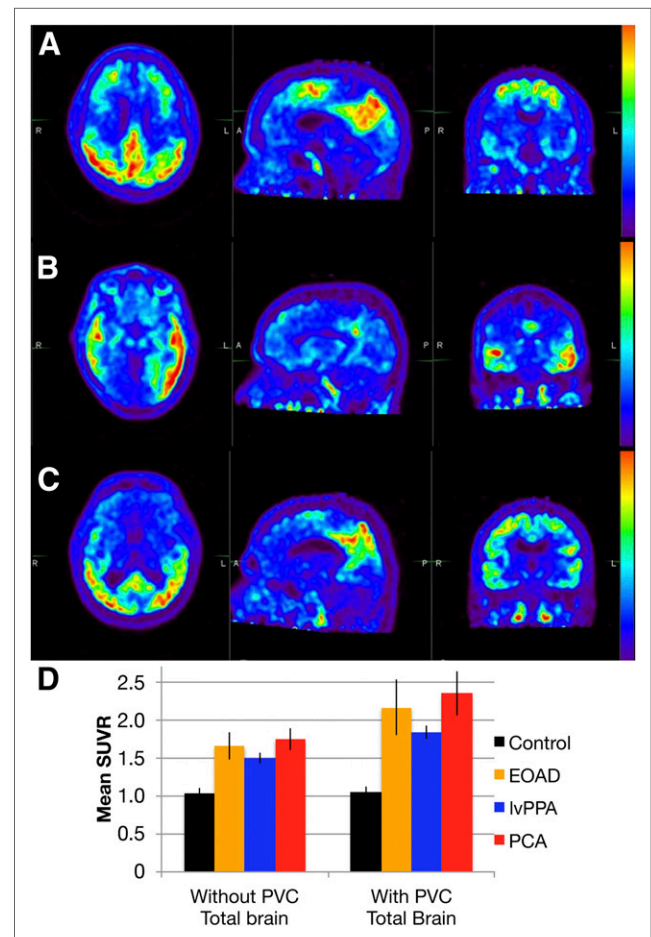 A
R
L
A
P
R
L
B
R
L
A
P
R
L
C
R
L
A
P
R
L
D
Mean SUVR
2.5
2.0
1.5
1.0
0.5
0
Without PVC
Total brain
With PVC
Total Brain
Control
EOAD
lvPPA
PCA